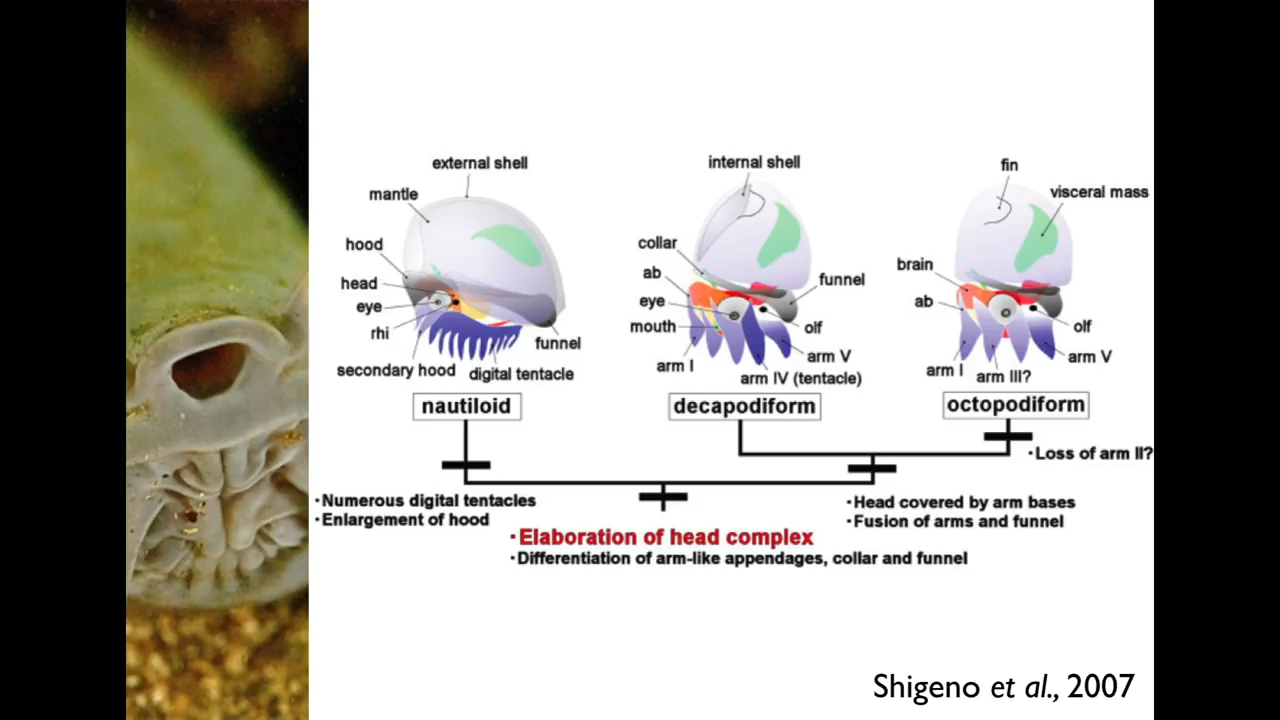 external shell
mantle
hood
head
eye
rhi
secondary hood
digital tentacle
funnel
nautiloid
internal shell
collar
ab
eye
mouth
arm I
funnel
olf
arm V
arm IV (tentacle)
decapodiform
fin
visceral mass
brain
ab
olf
arm V
arm I
arm III?
octopodiform
·Loss of arm II?
·Numerous digital tentacles
·Enlargement of hood
·Head covered by arm bases
·Fusion of arms and funnel
·Elaboration of head complex
·Differentiation of arm-like appendages, collar and funnel
Shigeno et al., 2007